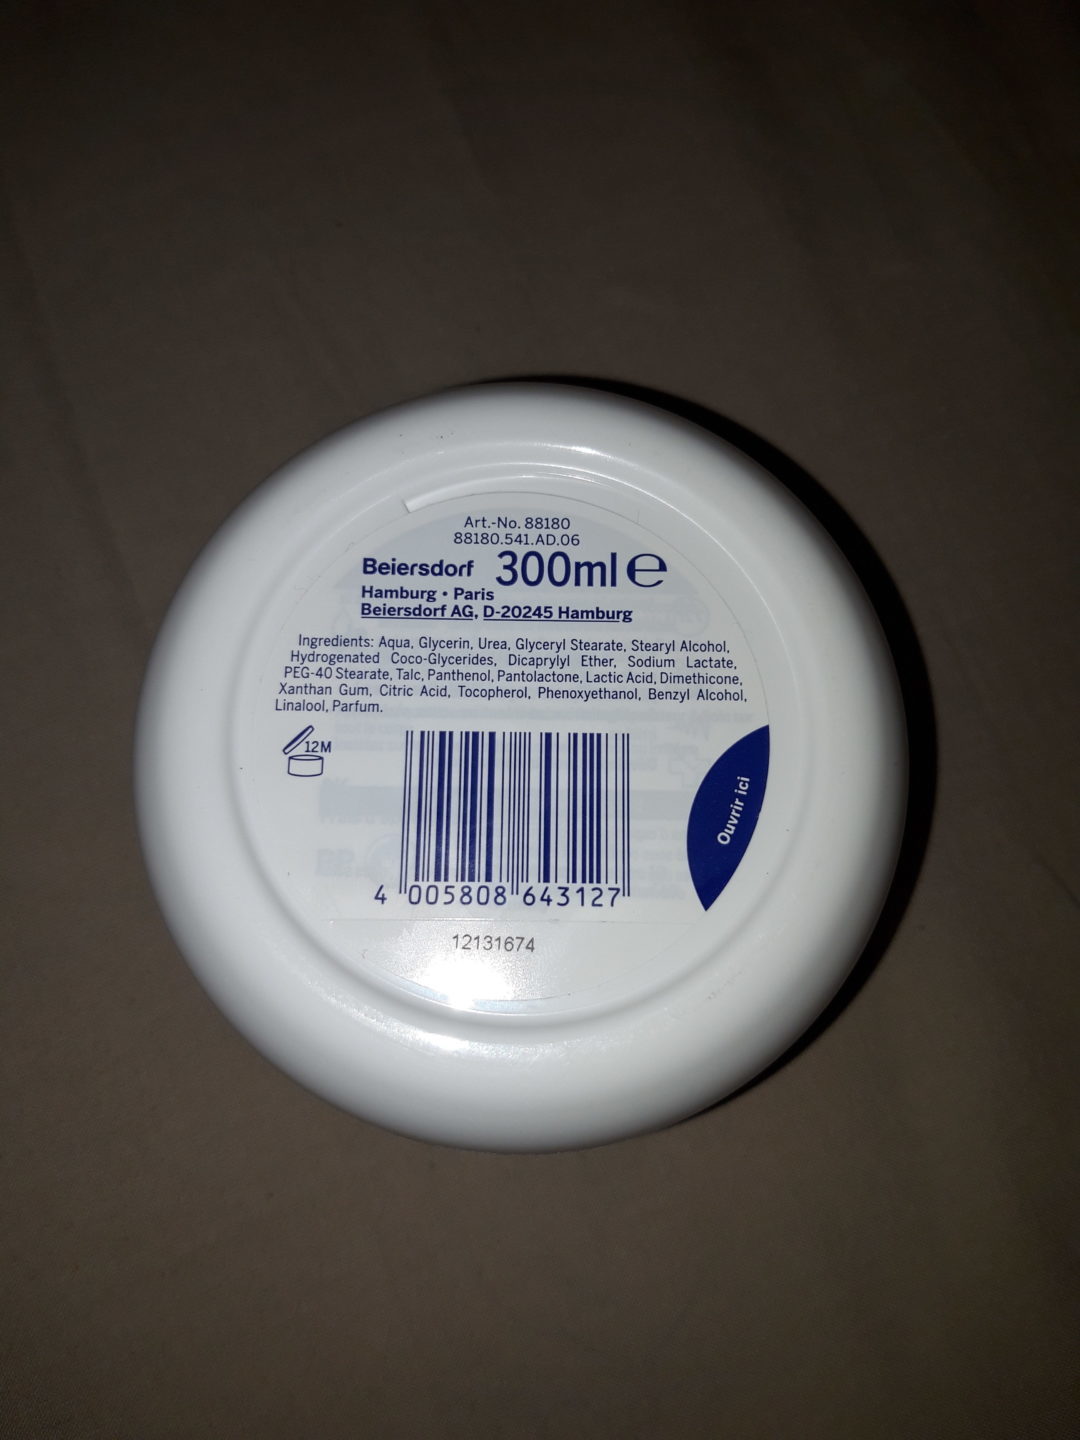 Art.-No. 88180
88180.541.AD.06
Beiersdorf 300ml ℮
Hamburg • Paris
Beiersdorf AG, D-20245 Hamburg
Ingredients: Aqua, Glycerin, Urea, Glyceryl Stearate, Stearyl Alcohol,
Hydrogenated Coco-Glycerides, Dicaprylyl Ether, Sodium Lactate,
PEG-40 Stearate, Talc, Panthenol, Pantolactone, Lactic Acid, Dimethicone,
Xanthan Gum, Citric Acid, Tocopherol, Phenoxyethanol, Benzyl Alcohol,
Linalool, Parfum.
12M
Ouvrir ici
4 005808 643127
12131674